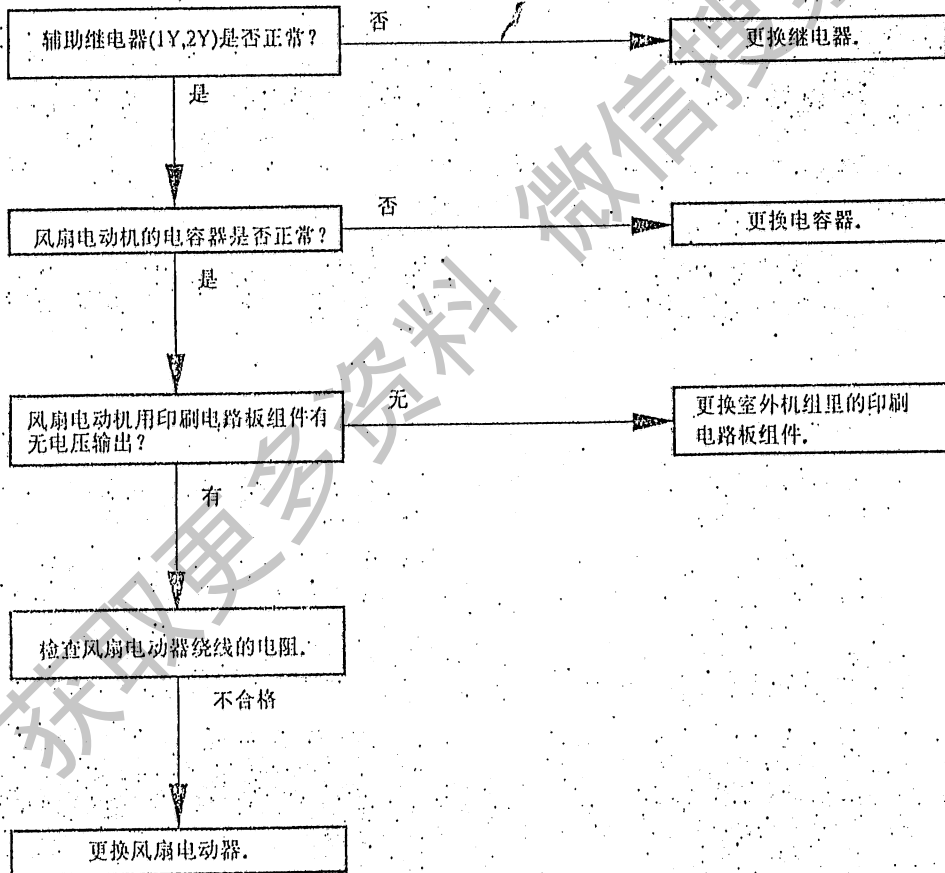 辅助继电器(1Y,2Y)是否正常?
否
更换继电器.
是
风扇电动机的电容器是否正常?
否
更换电容器.
是
风扇电动机用印刷电路板组件有
无电压输出?
无
更换室外机组里的印刷
电路板组件.
有
检查风扇电动器绕线的电阻.
不合格
更换风扇电动器.
获取更多资料 微信搜